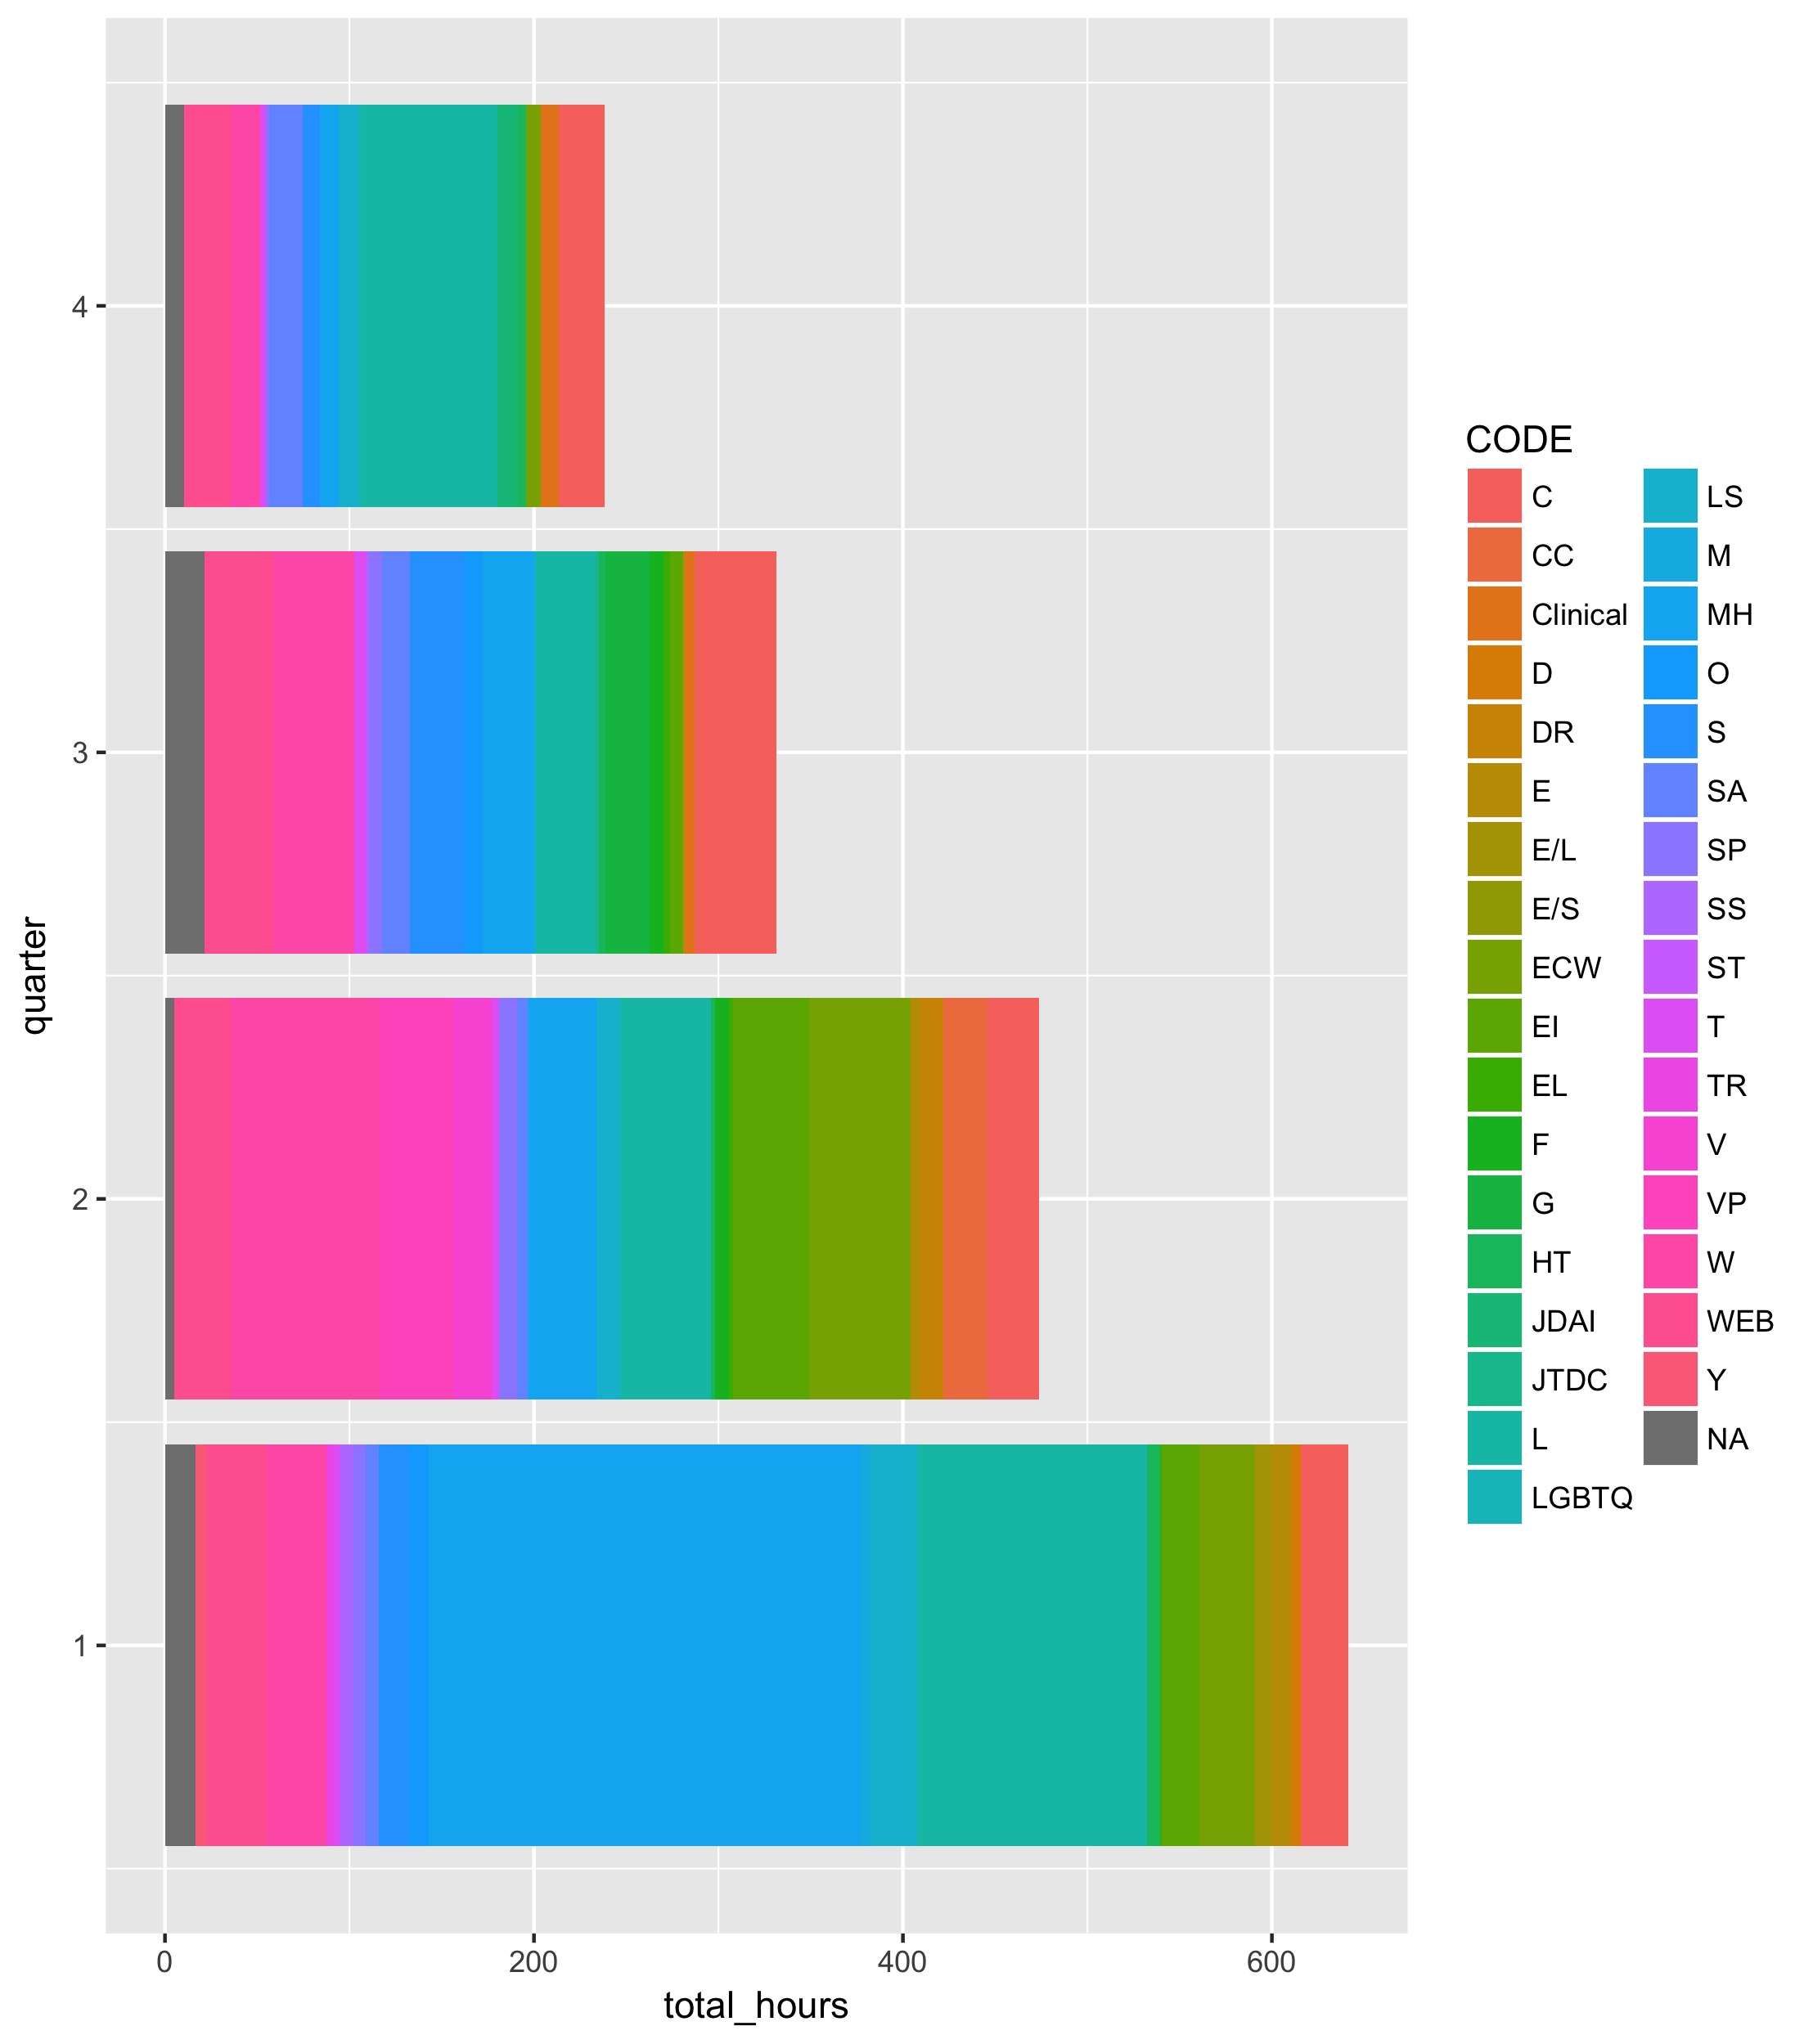 quarter
4
3
2
1
0 200 400 600
total_hours
CODE
C
CC
Clinical
D
DR
E
E/L
E/S
ECW
EI
EL
F
G
HT
JDAI
JTDC
L
LGBTQ
LS
M
MH
O
S
SA
SP
SS
ST
T
TR
V
VP
W
WEB
Y
NA